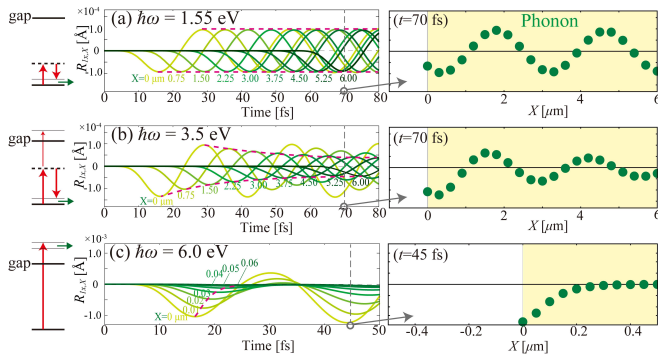 gap
(a) ħω = 1.55 eV
R_Ix,X [Å]
1.0
0
-1.0
×10⁻⁴
X=0 μm 0.75 1.50 2.25 3.00 3.75 4.50 5.25 6.00
0 10 20 30 40 50 60 70 80
Time [fs]
(t=70 fs)
Phonon
0 2 4 6
X [μm]
gap
(b) ħω = 3.5 eV
R_Ix,X [Å]
×10⁻⁴
1.0
0
-1.0
X=0 μm 0.75 1.50 2.25 3.00 3.75 4.50 5.25 6.00
0 10 20 30 40 50 60 70 80
Time [fs]
(t=70 fs)
0 2 4 6
X [μm]
gap
(c) ħω = 6.0 eV
R_Ix,X [Å]
×10⁻³
1.0
0
-1.0
0.04 0.05 0.06
X=0 μm
0 10 20 30 40 50
Time [fs]
(t=45 fs)
-0.4 -0.2 0 0.2 0.4
X [μm]